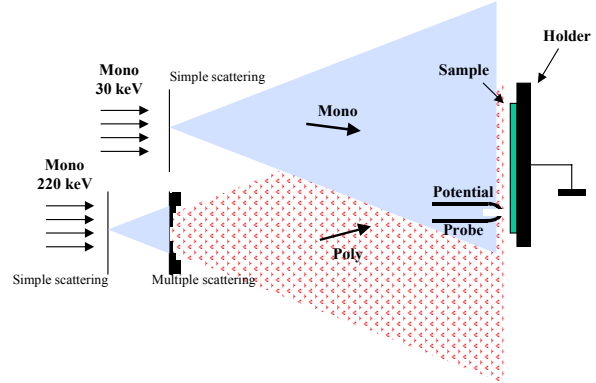 Holder
Sample
Mono
30 keV
Simple scattering
Mono
Mono
220 keV
Potential
Probe
Poly
Simple scattering
Multiple scattering